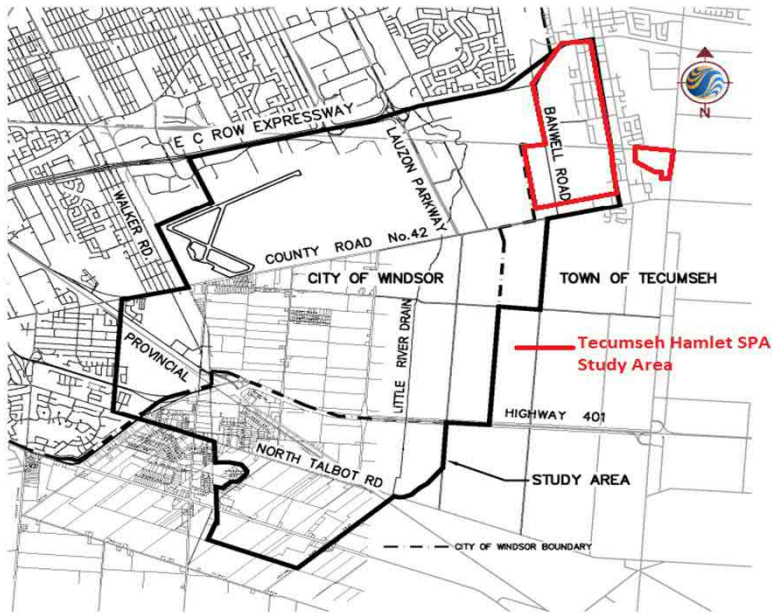 E C ROW EXPRESSWAY
LAUZON PARKWAY
BANWELL ROAD
N
WALKER RD.
COUNTY ROAD No.42
CITY OF WINDSOR
TOWN OF TECUMSEH
PROVINCIAL
LITTLE RIVER DRAIN
Tecumseh Hamlet SPA
Study Area
HIGHWAY 401
NORTH TALBOT RD
STUDY AREA
CITY OF WINDSOR BOUNDARY